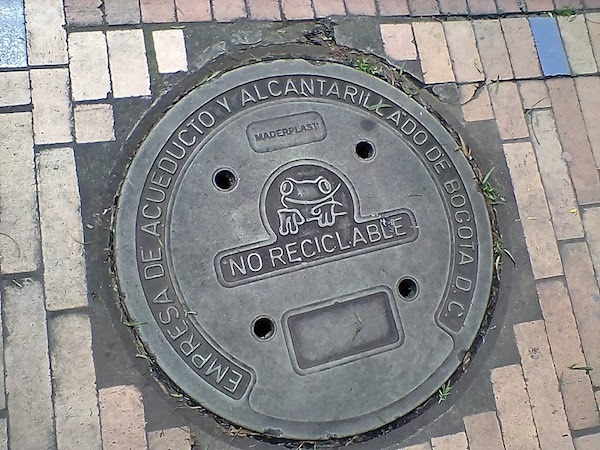 EMPRESA DE ACUEDUCTO Y ALCANTARILLADO DE BOGOTA D.C.
MADERPLAST
NO RECICLABLE